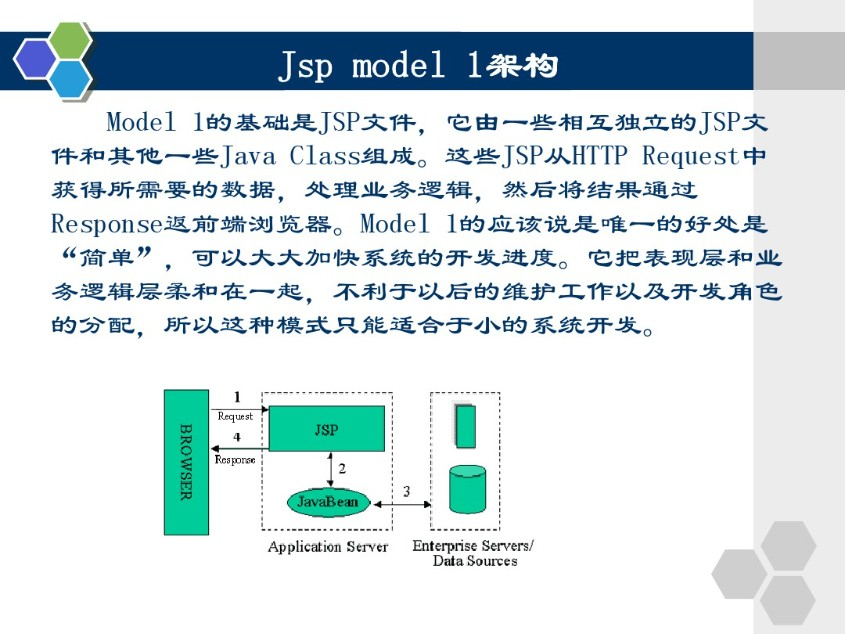 Jsp model 1架构
Model 1的基础是JSP文件，它由一些相互独立的JSP文
件和其他一些Java Class组成。这些JSP从HTTP Request中
获得所需要的数据，处理业务逻辑，然后将结果通过
Response返前端浏览器。Model 1的应该说是唯一的好处是
“简单”，可以大大加快系统的开发进度。它把表现层和业
务逻辑层柔和在一起，不利于以后的维护工作以及开发角色
的分配，所以这种模式只能适合于小的系统开发。
BROWSER
1
Request
4
Response
JSP
2
JavaBean
3
Application Server
Enterprise Servers/
Data Sources